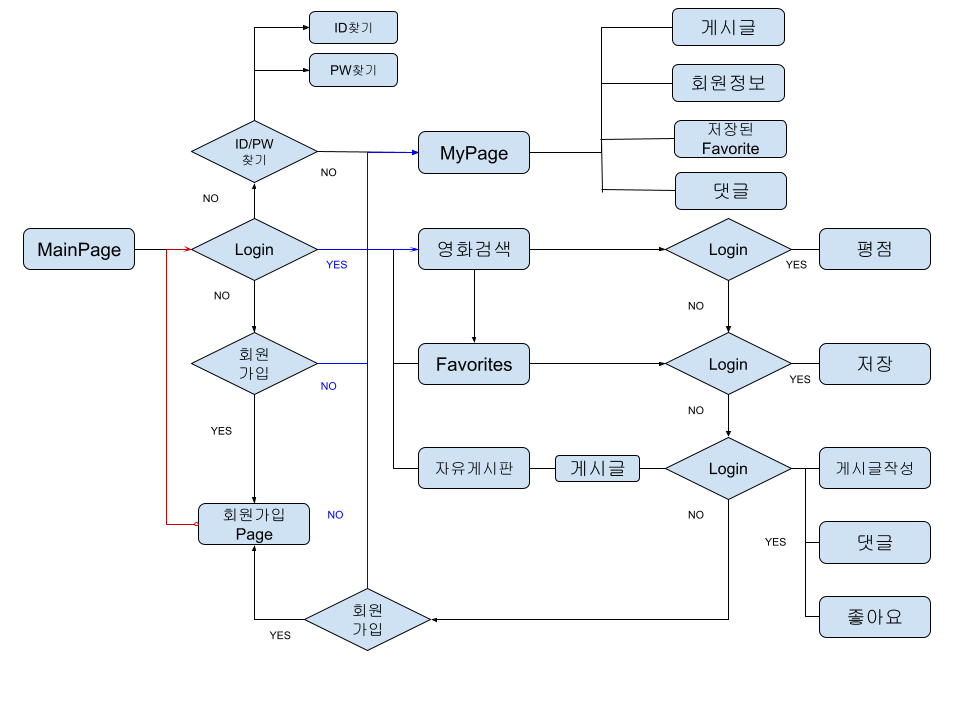 ID찾기
PW찾기
ID/PW
찾기
NO
NO
MyPage
게시글
회원정보
저장된
Favorite
댓글
MainPage
Login
YES
NO
영화검색
Login
YES
평점
NO
회원
가입
NO
YES
Favorites
Login
YES
저장
NO
자유게시판
게시글
Login
게시글작성
NO
YES
댓글
좋아요
회원가입
Page
NO
회원
가입
YES